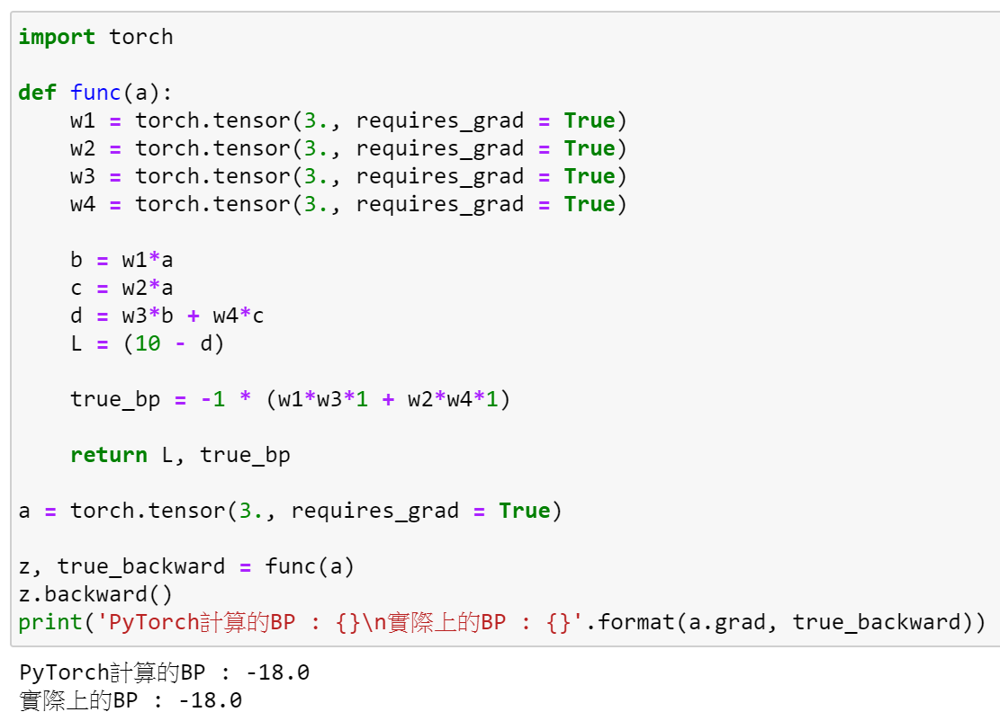 import torch
def func(a):
    w1 = torch.tensor(3., requires_grad = True)
    w2 = torch.tensor(3., requires_grad = True)
    w3 = torch.tensor(3., requires_grad = True)
    w4 = torch.tensor(3., requires_grad = True)
    b = w1*a
    c = w2*a
    d = w3*b + w4*c
    L = (10 - d)
    true_bp = -1 * (w1*w3*1 + w2*w4*1)
    return L, true_bp
a = torch.tensor(3., requires_grad = True)
z, true_backward = func(a)
z.backward()
print('PyTorch計算的BP : {}\n實際上的BP : {}'.format(a.grad, true_backward))
PyTorch計算的BP : -18.0
實際上的BP : -18.0